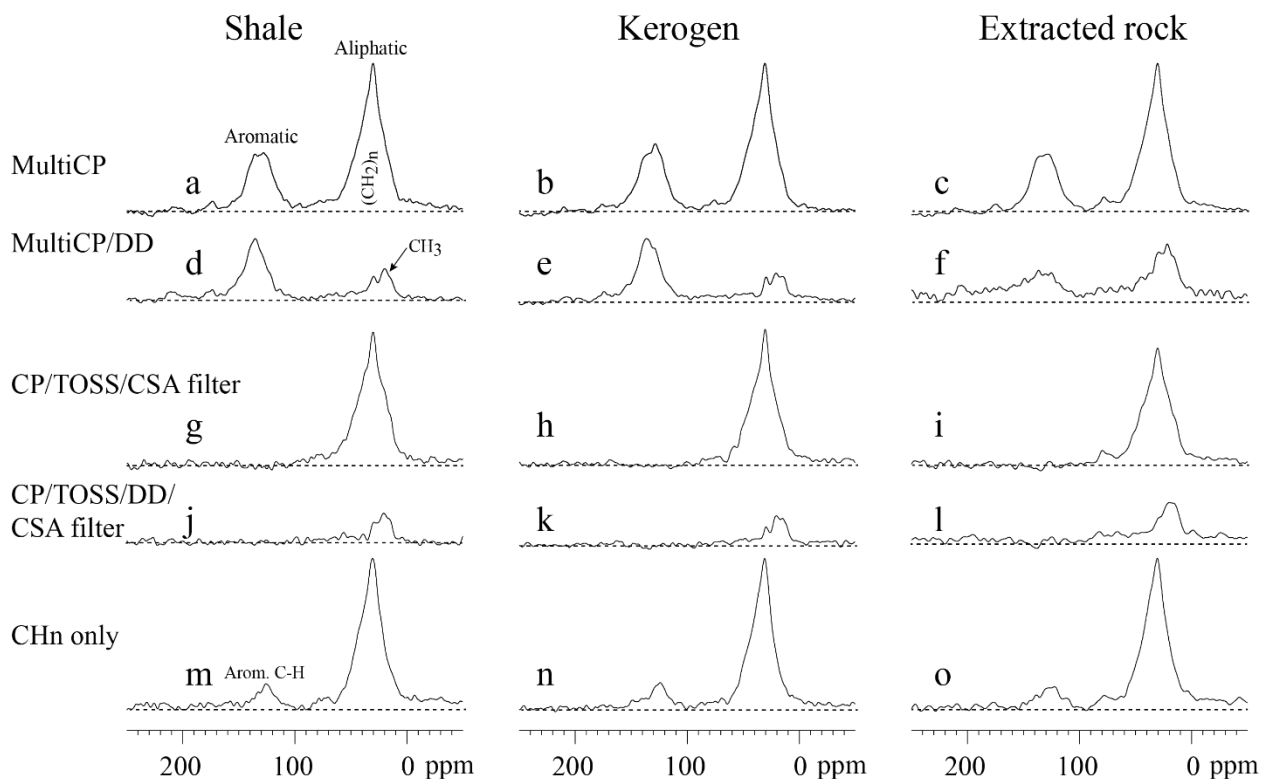 Shale Kerogen Extracted rock
Aliphatic
Aromatic
MultiCP
(CH2)n
a b c
MultiCP/DD
CH3
d e f
CP/TOSS/CSA filter
g h i
CP/TOSS/DD/
CSA filter
j k l
CHn only
Arom. C-H
m n o
200 100 0 ppm 200 100 0 ppm 200 100 0 ppm